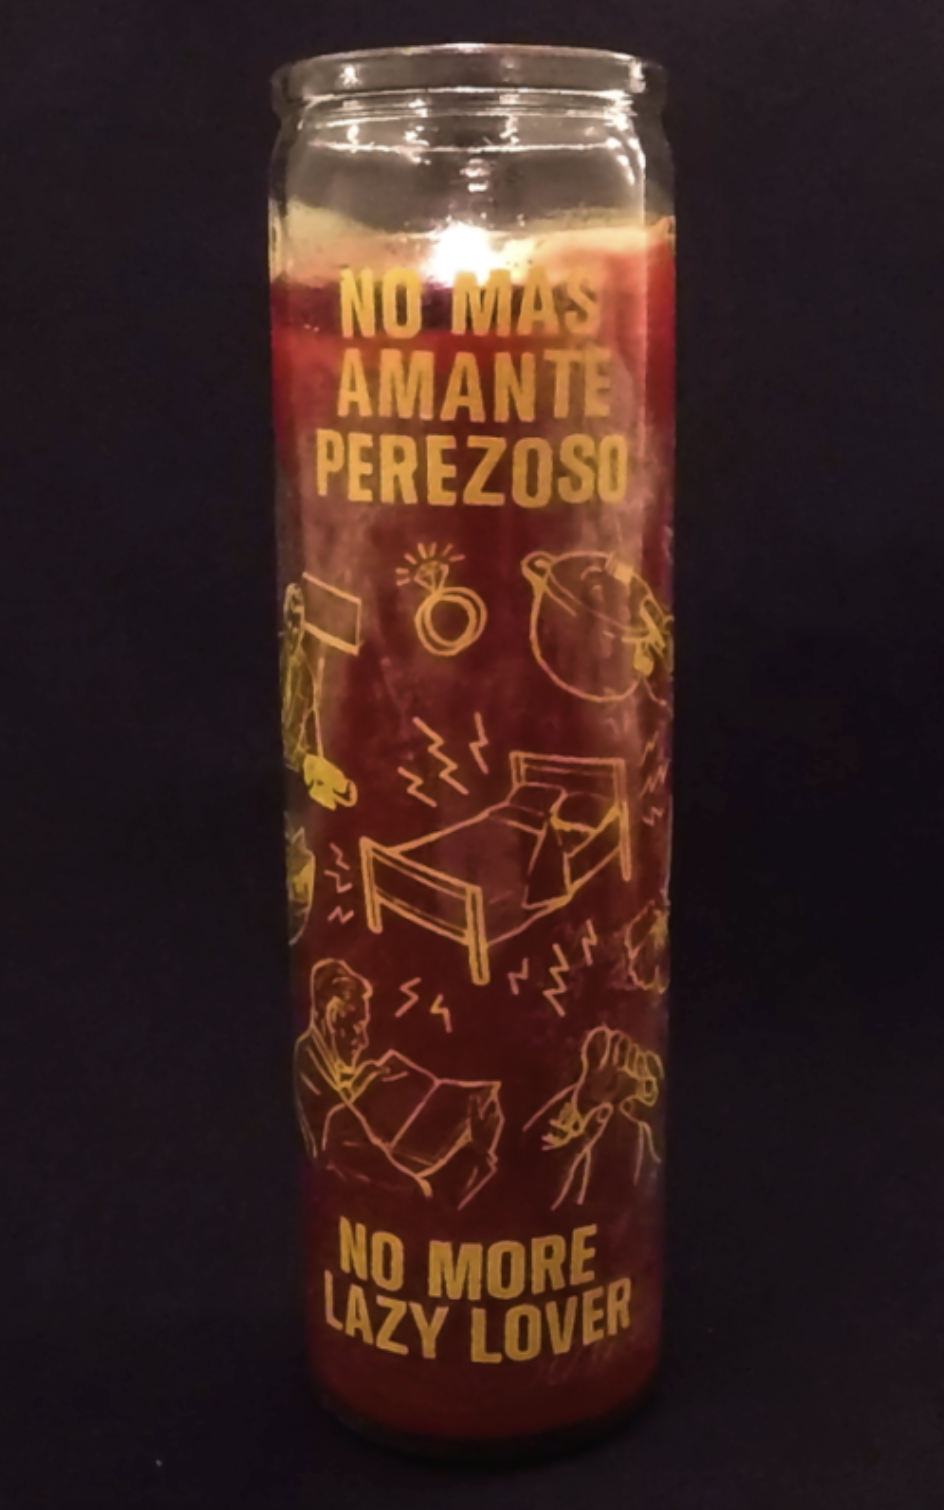 NO MAS
AMANTE
PEREZOSO
NO MORE
LAZY LOVER